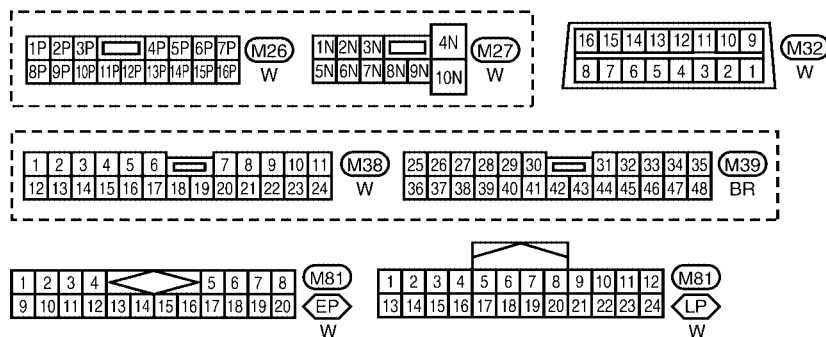 1P 2P 3P 4P 5P 6P 7P M26
8P 9P 10P 11P 12P 13P 14P 15P 16P W
1N 2N 3N 4N M27
5N 6N 7N 8N 9N 10N W
16 15 14 13 12 11 10 9 M32
8 7 6 5 4 3 2 1 W
1 2 3 4 5 6 7 8 9 10 11 M38
12 13 14 15 16 17 18 19 20 21 22 23 24 W
25 26 27 28 29 30 31 32 33 34 35 M39
36 37 38 39 40 41 42 43 44 45 46 47 48 BR
1 2 3 4 5 6 7 8 M81
9 10 11 12 13 14 15 16 17 18 19 20 EP
W
1 2 3 4 5 6 7 8 9 10 11 12 M81
13 14 15 16 17 18 19 20 21 22 23 24 LP
W